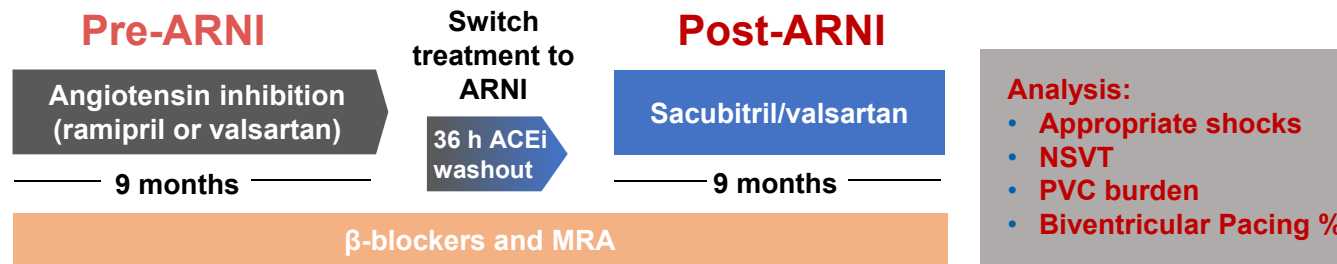 Pre-ARNI
Angiotensin inhibition
(ramipril or valsartan)
9 months
Switch
treatment to
ARNI
36 h ACEi
washout
Post-ARNI
Sacubitril/valsartan
9 months
β-blockers and MRA
Analysis:
• Appropriate shocks
• NSVT
• PVC burden
• Biventricular Pacing %